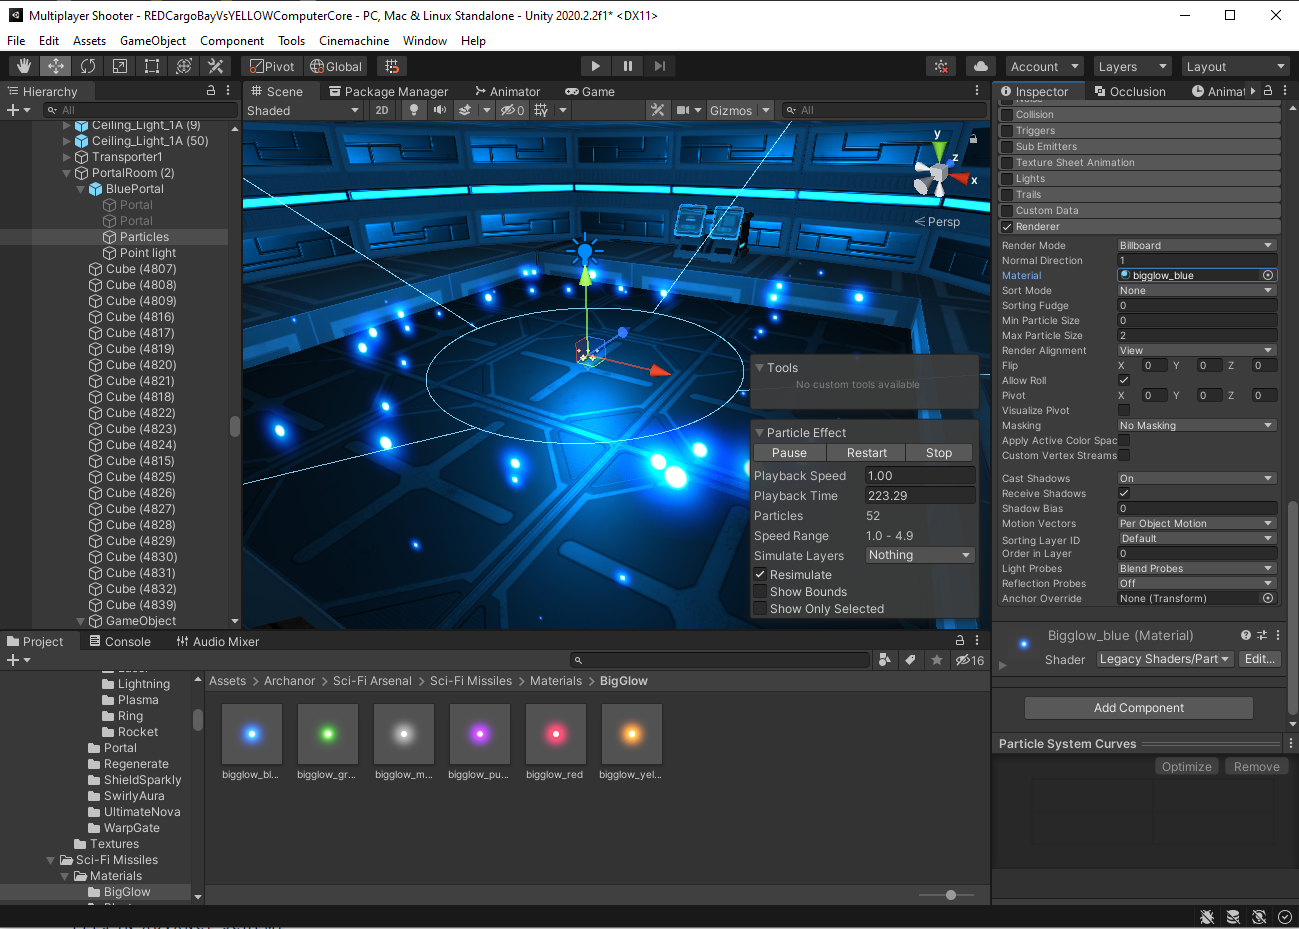 Multiplayer Shooter - REDCargoBayVsYELLOWComputerCore - PC, Mac & Linux Standalone - Unity 2020.2.2f1* <DX11>
File Edit Assets GameObject Component Tools Cinemachine Window Help
Pivot Global Account Layers Layout
Hierarchy
All
Ceiling_Light_1A (9)
Ceiling_Light_1A (50)
Transporter1
PortalRoom (2)
BluePortal
Portal
Portal
Particles
Point light
Cube (4807)
Cube (4808)
Cube (4809)
Cube (4816)
Cube (4817)
Cube (4819)
Cube (4820)
Cube (4821)
Cube (4818)
Cube (4822)
Cube (4823)
Cube (4824)
Cube (4815)
Cube (4825)
Cube (4826)
Cube (4827)
Cube (4828)
Cube (4829)
Cube (4830)
Cube (4831)
Cube (4832)
Cube (4839)
GameObject
Scene Package Manager Animator Game
Shaded 2D 0 Gizmos All
y
z
x
Persp
Tools
No custom tools available
Particle Effect
Pause Restart Stop
Playback Speed 1.00
Playback Time 223.29
Particles 52
Speed Range 1.0 - 4.9
Simulate Layers Nothing
Resimulate
Show Bounds
Show Only Selected
Inspector Occlusion Animat
Noise
Collision
Triggers
Sub Emitters
Texture Sheet Animation
Lights
Trails
Custom Data
Renderer
Render Mode Billboard
Normal Direction 1
Material bigglow_blue
Sort Mode None
Sorting Fudge 0
Min Particle Size 0
Max Particle Size 2
Render Alignment View
Flip X 0 Y 0 Z 0
Allow Roll
Pivot X 0 Y 0 Z 0
Visualize Pivot
Masking No Masking
Apply Active Color Spac
Custom Vertex Streams
Cast Shadows On
Receive Shadows
Shadow Bias 0
Motion Vectors Per Object Motion
Sorting Layer ID Default
Order in Layer 0
Light Probes Blend Probes
Reflection Probes Off
Anchor Override None (Transform)
Bigglow_blue (Material)
Shader Legacy Shaders/Part Edit...
Add Component
Particle System Curves
Optimize Remove
Project Console Audio Mixer
16
Lightning
Plasma
Ring
Rocket
Portal
Regenerate
ShieldSparkly
SwirlyAura
UltimateNova
WarpGate
Textures
Sci-Fi Missiles
Materials
BigGlow
Assets > Archanor > Sci-Fi Arsenal > Sci-Fi Missiles > Materials > BigGlow
bigglow_bl... bigglow_gr... bigglow_m... bigglow_pu... bigglow_red bigglow_yel...